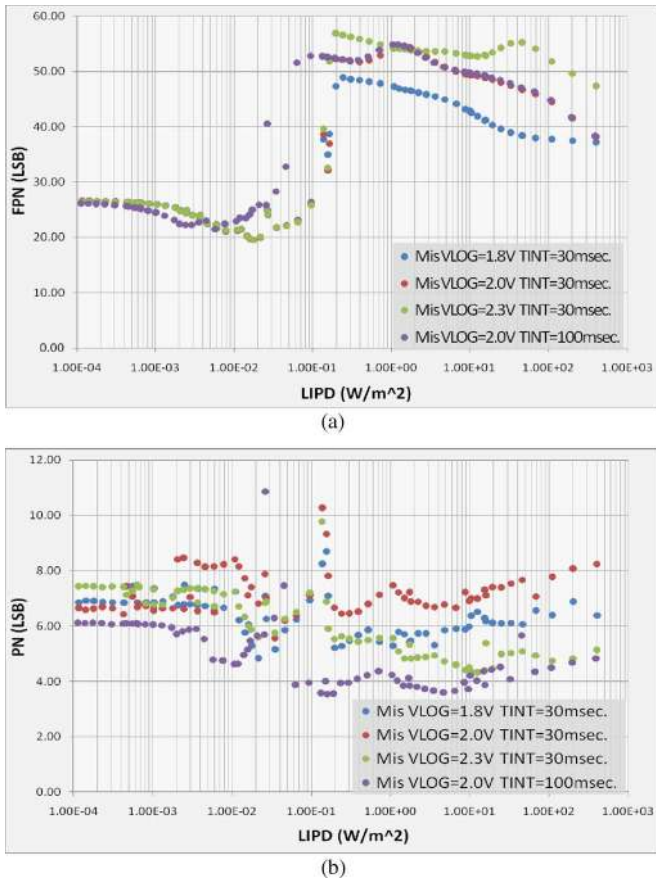 60.00
50.00
40.00
30.00
20.00
10.00
0.00
FPN (LSB)
Mis VLOG=1.8V TINT=30msec.
Mis VLOG=2.0V TINT=30msec.
Mis VLOG=2.3V TINT=30msec.
Mis VLOG=2.0V TINT=100msec.
1.00E-04 1.00E-03 1.00E-02 1.00E-01 1.00E+00 1.00E+01 1.00E+02 1.00E+03
LIPD (W/m^2)
(a)
12.00
10.00
8.00
6.00
4.00
2.00
0.00
PN (LSB)
Mis VLOG=1.8V TINT=30msec.
Mis VLOG=2.0V TINT=30msec.
Mis VLOG=2.3V TINT=30msec.
Mis VLOG=2.0V TINT=100msec.
1.00E-04 1.00E-03 1.00E-02 1.00E-01 1.00E+00 1.00E+01 1.00E+02 1.00E+03
LIPD (W/m^2)
(b)